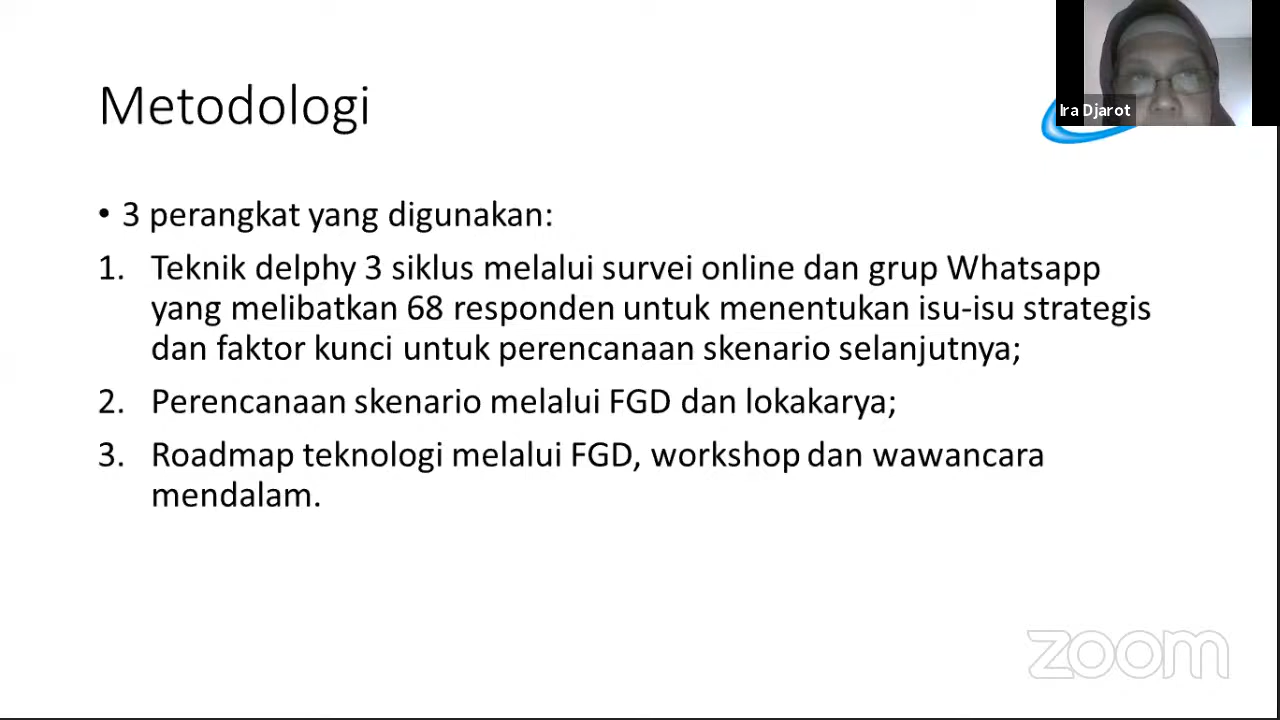 Ira Djarot
Metodologi
• 3 perangkat yang digunakan:
1. Teknik delphy 3 siklus melalui survei online dan grup Whatsapp
yang melibatkan 68 responden untuk menentukan isu-isu strategis
dan faktor kunci untuk perencanaan skenario selanjutnya;
2. Perencanaan skenario melalui FGD dan lokakarya;
3. Roadmap teknologi melalui FGD, workshop dan wawancara
mendalam.
zoom